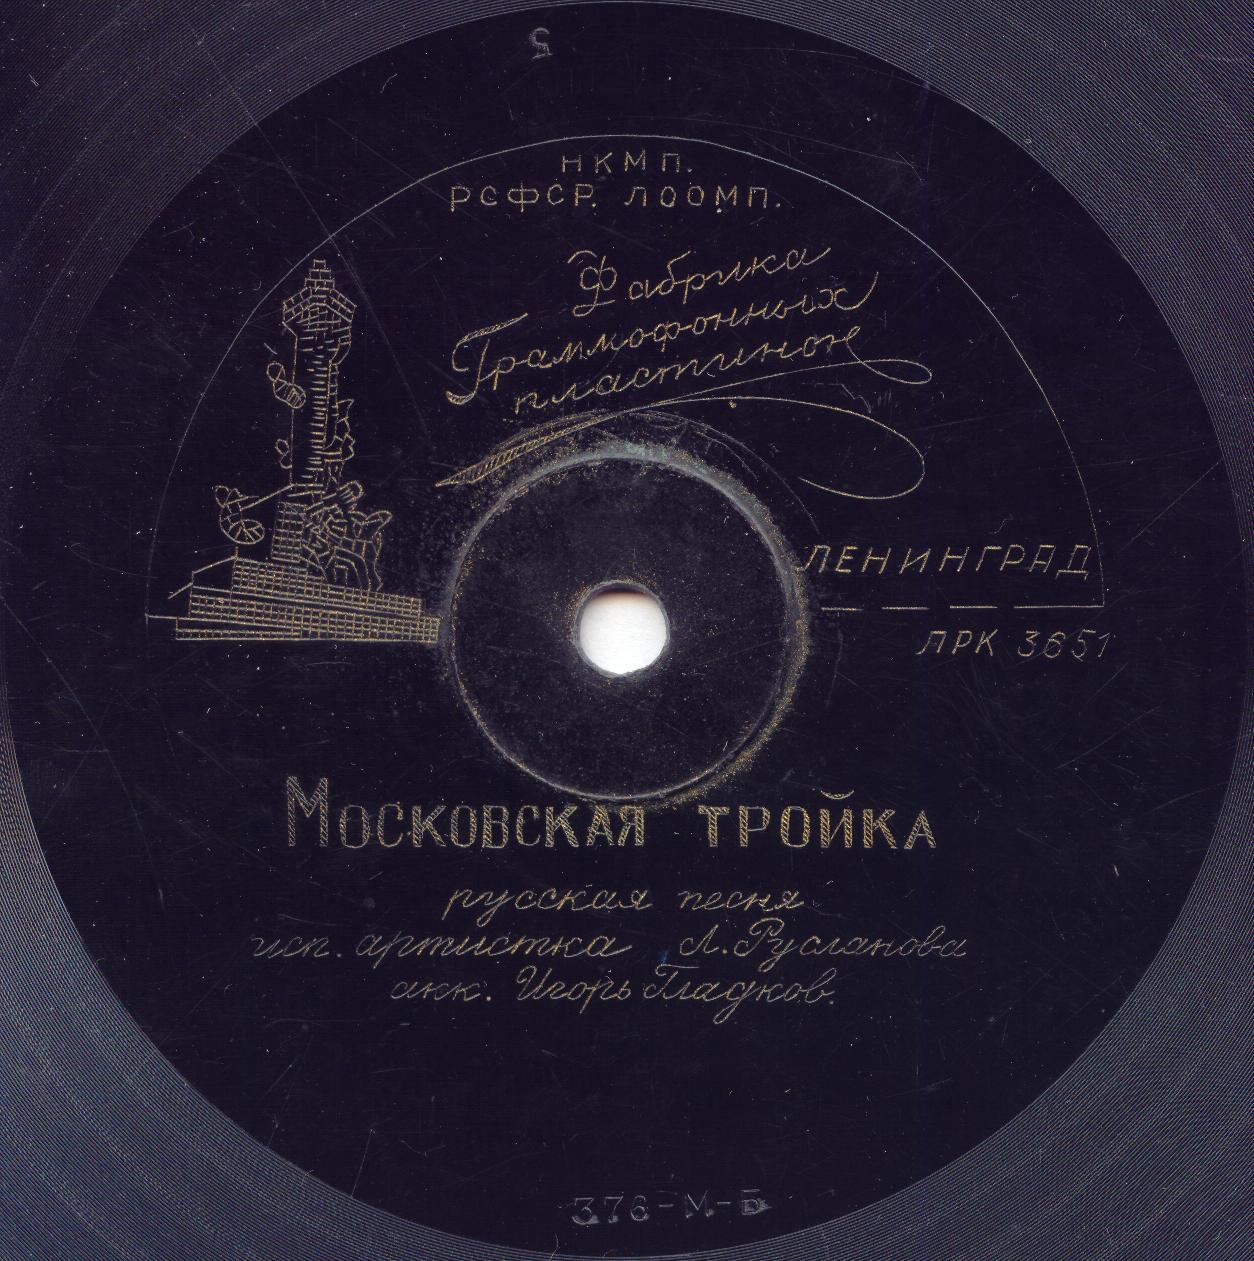 5
НКМП.
РСФСР. ЛООМП.
Фабрика
Граммофонных
пластинок
ЛЕНИНГРАД
ЛРК 3651
МОСКОВСКАЯ ТРОЙКА
русская песня
исп. артистка Л. Русланова
акк. Игорь Гладков.
376-М-Б